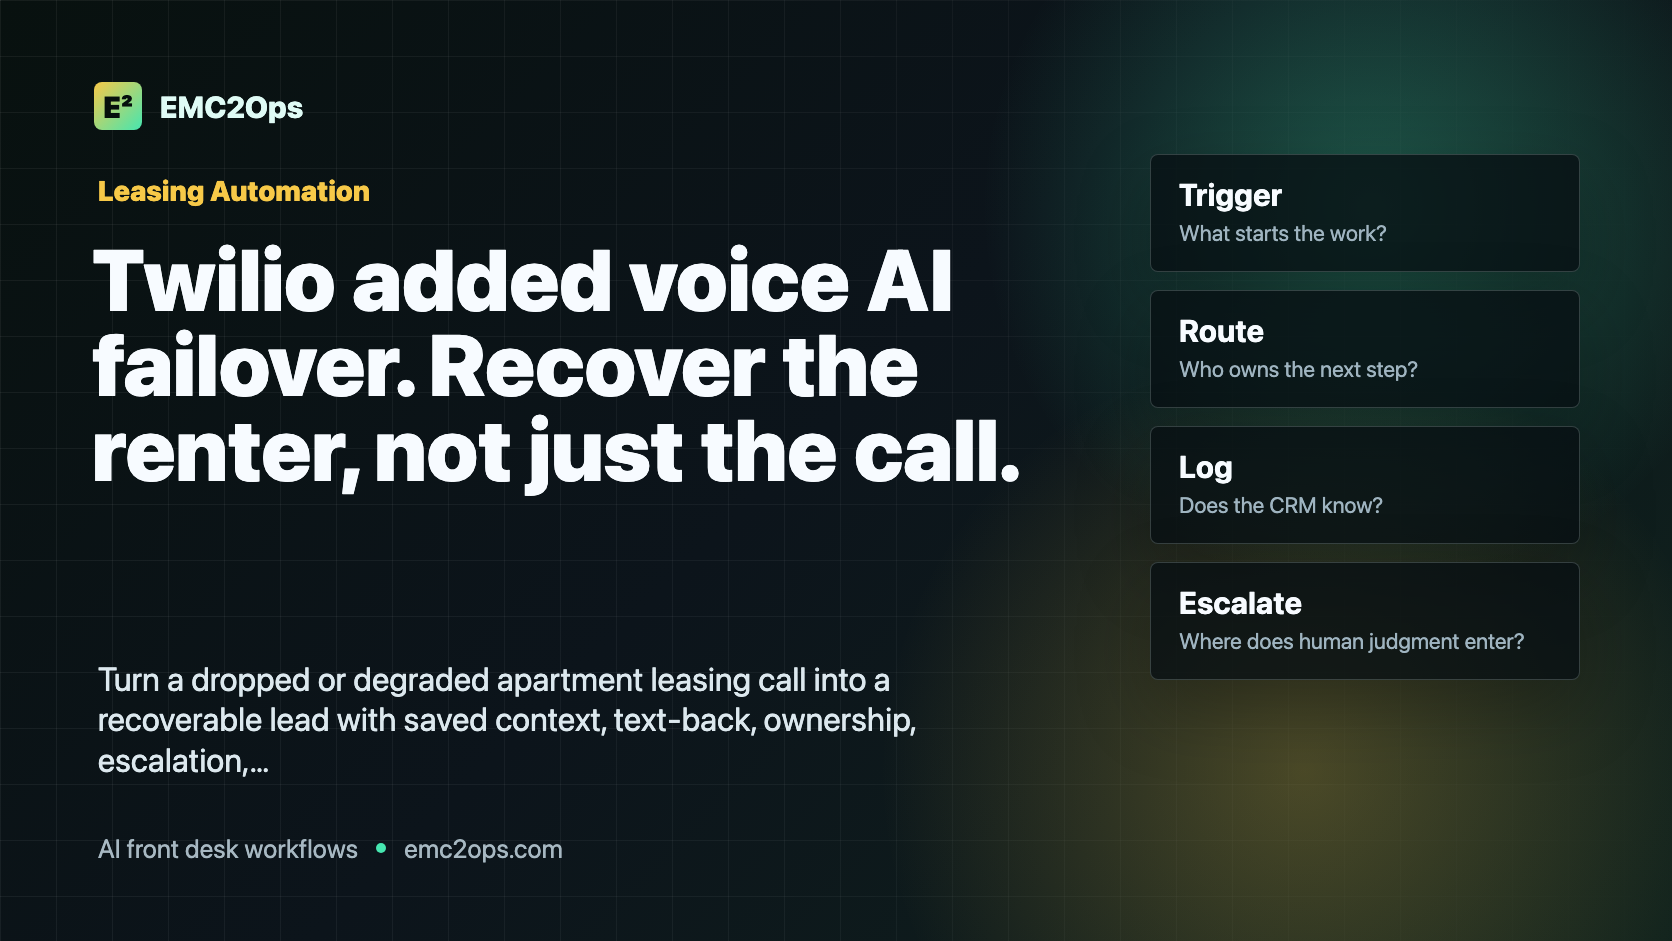 E² EMC2Ops
Leasing Automation
Twilio added voice AI
failover. Recover the
renter, not just the call.
Turn a dropped or degraded apartment leasing call into a
recoverable lead with saved context, text-back, ownership,
escalation,...
AI front desk workflows • emc2ops.com
Trigger
What starts the work?
Route
Who owns the next step?
Log
Does the CRM know?
Escalate
Where does human judgment enter?